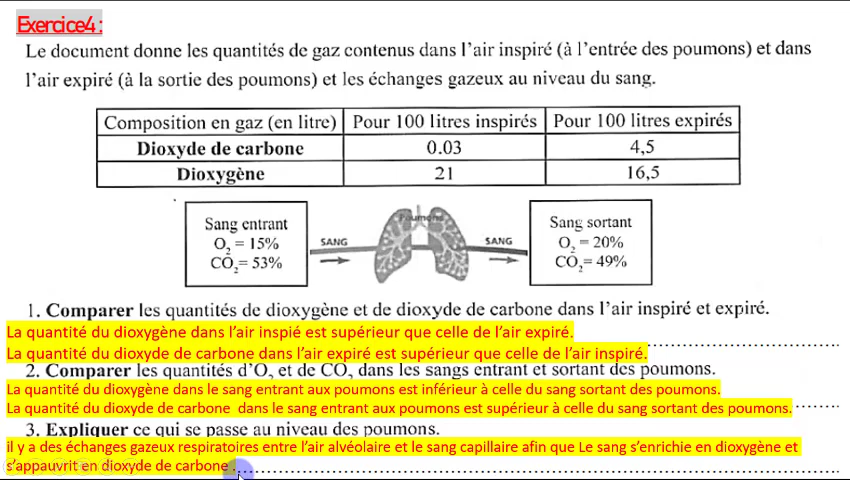 Exercice4 :
Le document donne les quantités de gaz contenus dans l'air inspiré (à l'entrée des poumons) et dans
l'air expiré (à la sortie des poumons) et les échanges gazeux au niveau du sang.
Composition en gaz (en litre) Pour 100 litres inspirés Pour 100 litres expirés
Dioxyde de carbone 0.03 4,5
Dioxygène 21 16,5
Sang entrant
O₂ = 15%
CO₂= 53%
SANG
Poumons
SANG
Sang sortant
O₂ = 20%
CO₂= 49%
1. Comparer les quantités de dioxygène et de dioxyde de carbone dans l'air inspiré et expiré.
La quantité du dioxygène dans l'air inspié est supérieur que celle de l'air expiré.
La quantité du dioxyde de carbone dans l'air expiré est supérieur que celle de l'air inspiré.
2. Comparer les quantités d'O₂ et de CO₂ dans les sangs entrant et sortant des poumons.
La quantité du dioxygène dans le sang entrant aux poumons est inférieur à celle du sang sortant des poumons.
La quantité du dioxyde de carbone dans le sang entrant aux poumons est supérieur à celle du sang sortant des poumons.
3. Expliquer ce qui se passe au niveau des poumons.
il y a des échanges gazeux respiratoires entre l'air alvéolaire et le sang capillaire afin que Le sang s'enrichie en dioxygène et
s'appauvrit en dioxyde de carbone .